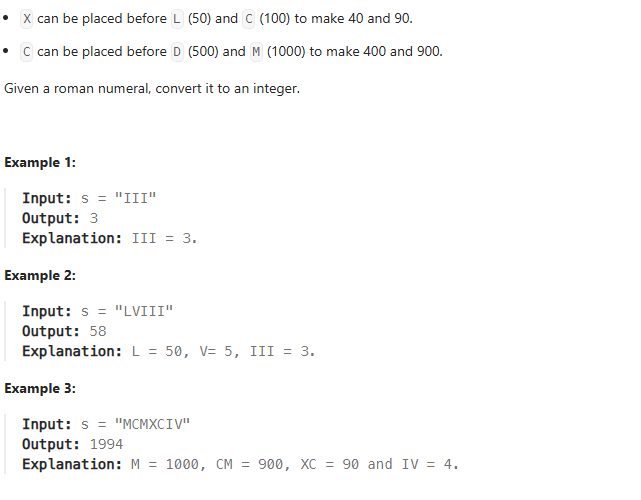 • X can be placed before L (50) and C (100) to make 40 and 90.
• C can be placed before D (500) and M (1000) to make 400 and 900.
Given a roman numeral, convert it to an integer.
Example 1:
Input: s = "III"
Output: 3
Explanation: III = 3.
Example 2:
Input: s = "LVIII"
Output: 58
Explanation: L = 50, V= 5, III = 3.
Example 3:
Input: s = "MCMXCIV"
Output: 1994
Explanation: M = 1000, CM = 900, XC = 90 and IV = 4.